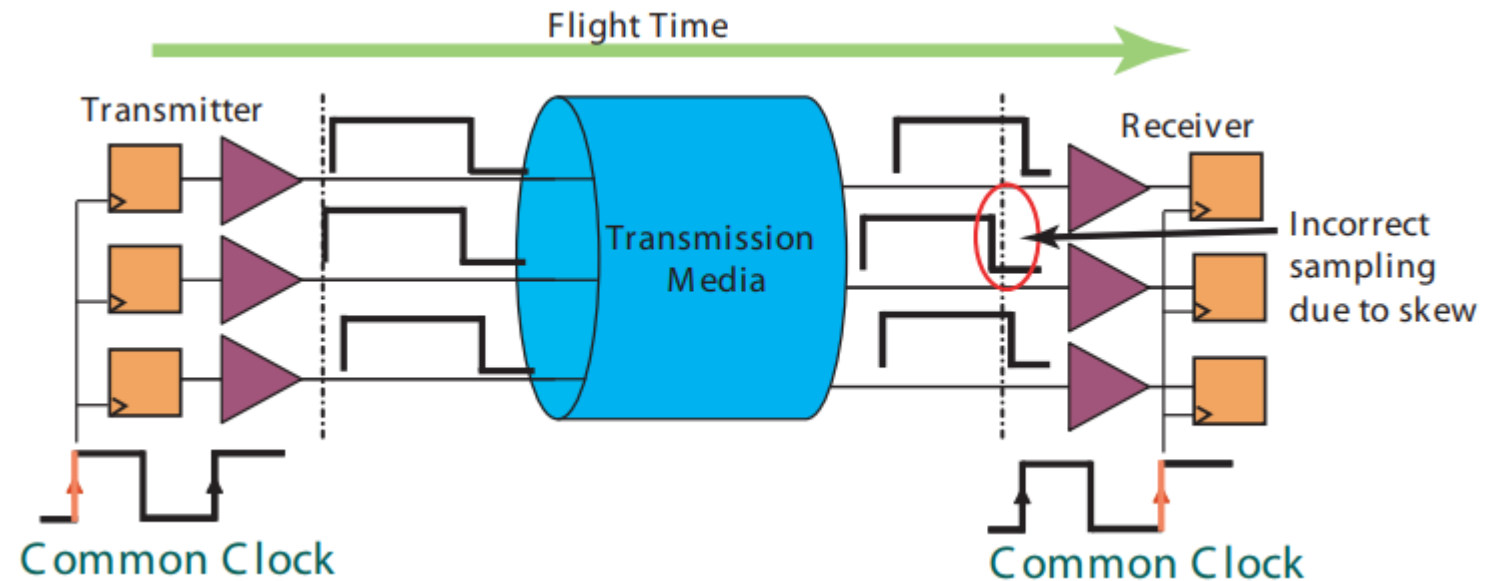 Flight Time
Transmitter
Receiver
Transmission
Media
Incorrect
sampling
due to skew
Common Clock
Common Clock